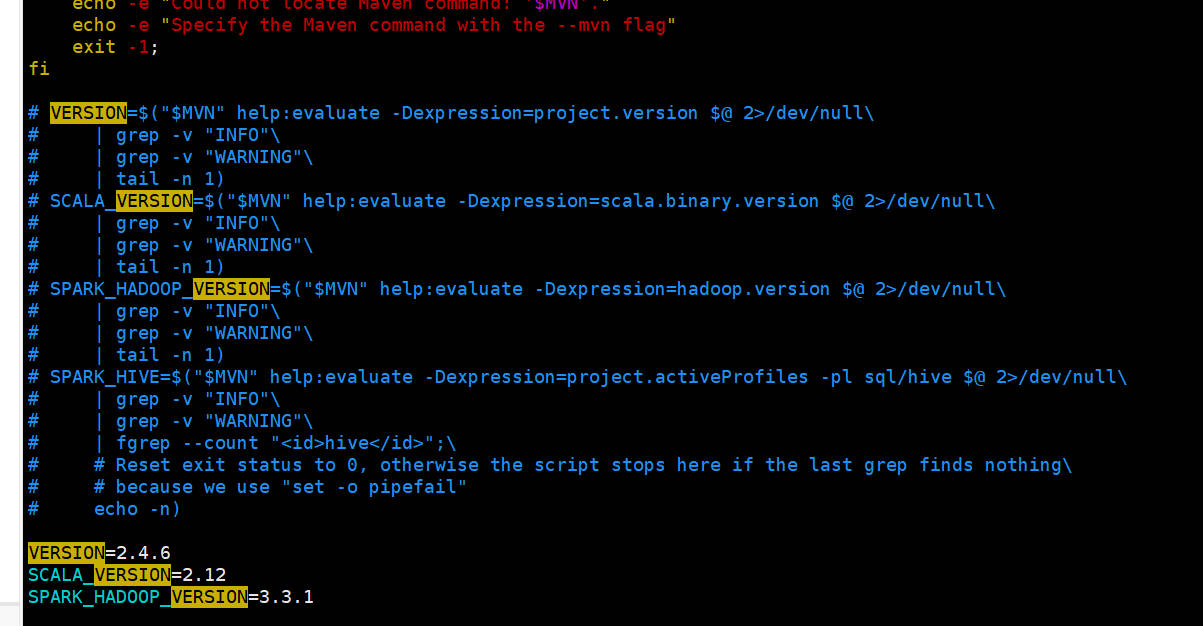 echo -e "Could not locate Maven command: '$MVN'."
echo -e "Specify the Maven command with the --mvn flag"
exit -1;
fi
# VERSION=$("$MVN" help:evaluate -Dexpression=project.version $@ 2>/dev/null\
#     | grep -v "INFO"\
#     | grep -v "WARNING"\
#     | tail -n 1)
# SCALA_VERSION=$("$MVN" help:evaluate -Dexpression=scala.binary.version $@ 2>/dev/null\
#     | grep -v "INFO"\
#     | grep -v "WARNING"\
#     | tail -n 1)
# SPARK_HADOOP_VERSION=$("$MVN" help:evaluate -Dexpression=hadoop.version $@ 2>/dev/null\
#     | grep -v "INFO"\
#     | grep -v "WARNING"\
#     | tail -n 1)
# SPARK_HIVE=$("$MVN" help:evaluate -Dexpression=project.activeProfiles -pl sql/hive $@ 2>/dev/null\
#     | grep -v "INFO"\
#     | grep -v "WARNING"\
#     | fgrep --count "<id>hive</id>";\
#     # Reset exit status to 0, otherwise the script stops here if the last grep finds nothing\
#     # because we use "set -o pipefail"
#     echo -n)
VERSION=2.4.6
SCALA_VERSION=2.12
SPARK_HADOOP_VERSION=3.3.1